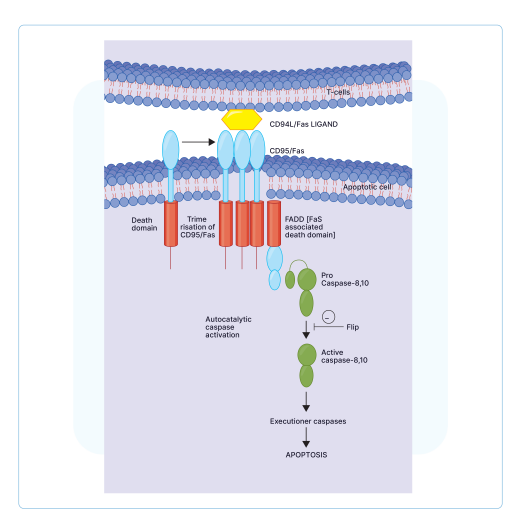 T-cells
CD94L/Fas LIGAND
CD95/Fas
Apoptotic cell
Death
domain
Trime
risation of
CD95/Fas
FADD [FaS
associated
death domain]
Pro
Caspase-8,10
Autocatalytic
caspase
activation
–
Flip
Active
caspase-8,10
Executioner caspases
APOPTOSIS